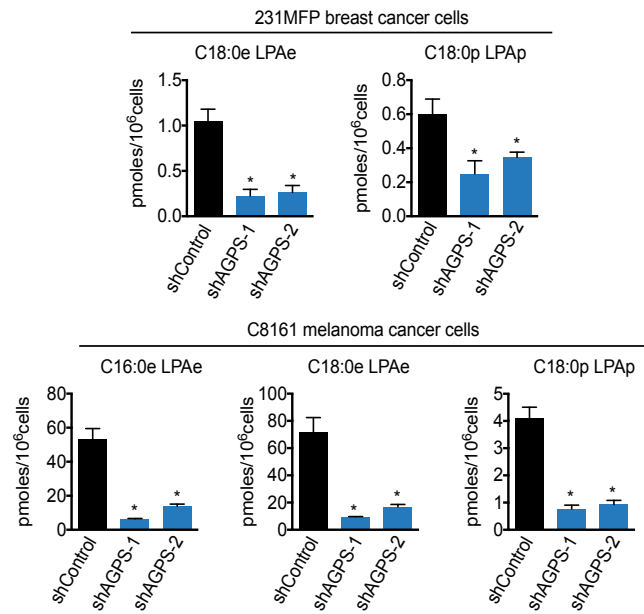 231MFP breast cancer cells
C18:0e LPAe
C18:0p LPAp
pmoles/10⁶cells
1.5
1.0
0.5
0.0
*
*
shControl
shAGPS-1
shAGPS-2
pmoles/10⁶cells
0.8
0.6
0.4
0.2
0.0
*
*
shControl
shAGPS-1
shAGPS-2
C8161 melanoma cancer cells
C16:0e LPAe
C18:0e LPAe
C18:0p LPAp
pmoles/10⁶cells
80
60
40
20
0
*
*
shControl
shAGPS-1
shAGPS-2
pmoles/10⁶cells
100
80
60
40
20
0
*
*
shControl
shAGPS-1
shAGPS-2
pmoles/10⁶cells
5
4
3
2
1
0
*
*
shControl
shAGPS-1
shAGPS-2